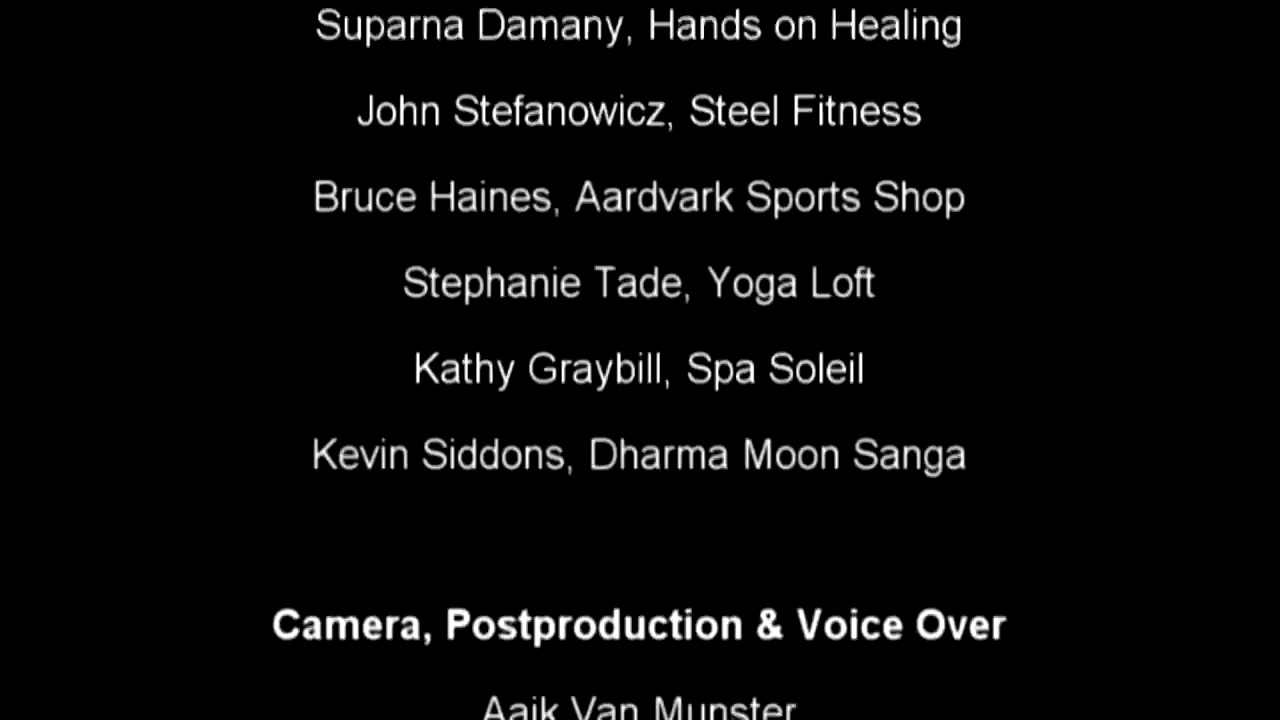 Suparna Damany, Hands on Healing
John Stefanowicz, Steel Fitness
Bruce Haines, Aardvark Sports Shop
Stephanie Tade, Yoga Loft
Kathy Graybill, Spa Soleil
Kevin Siddons, Dharma Moon Sanga
Camera, Postproduction & Voice Over
Aaik Van Munster